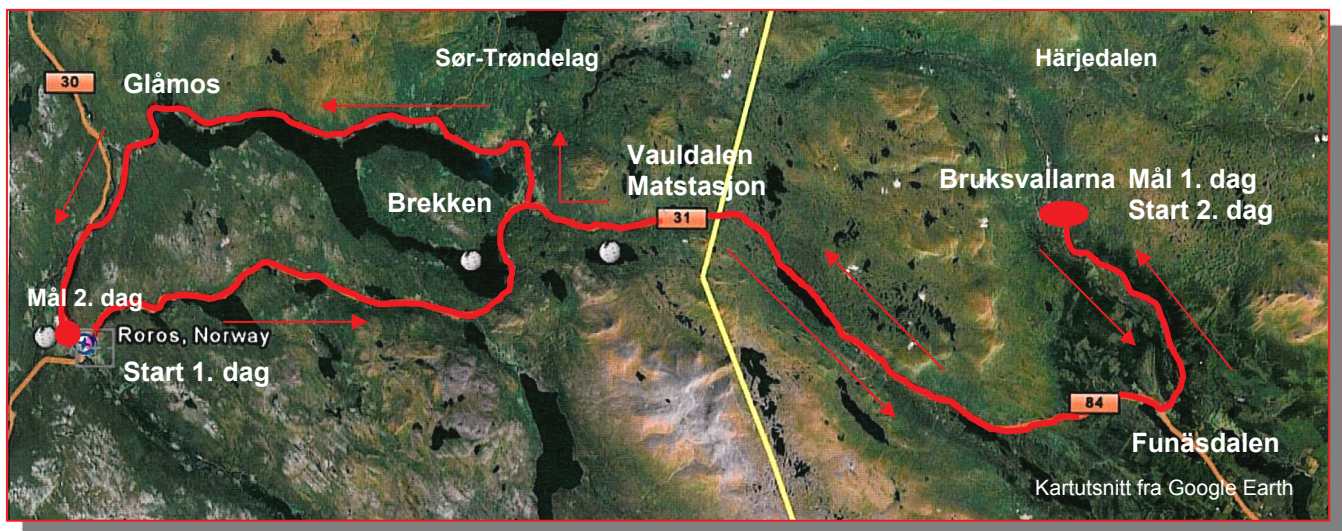 Sør-Trøndelag
Härjedalen
30
Glåmos
Vauldalen
Matstasjon
Bruksvallarna
Mål 1. dag
Start 2. dag
Brekken
31
Mål 2. dag
Roros, Norway
Start 1. dag
84
Funäsdalen
Kartutsnitt fra Google Earth